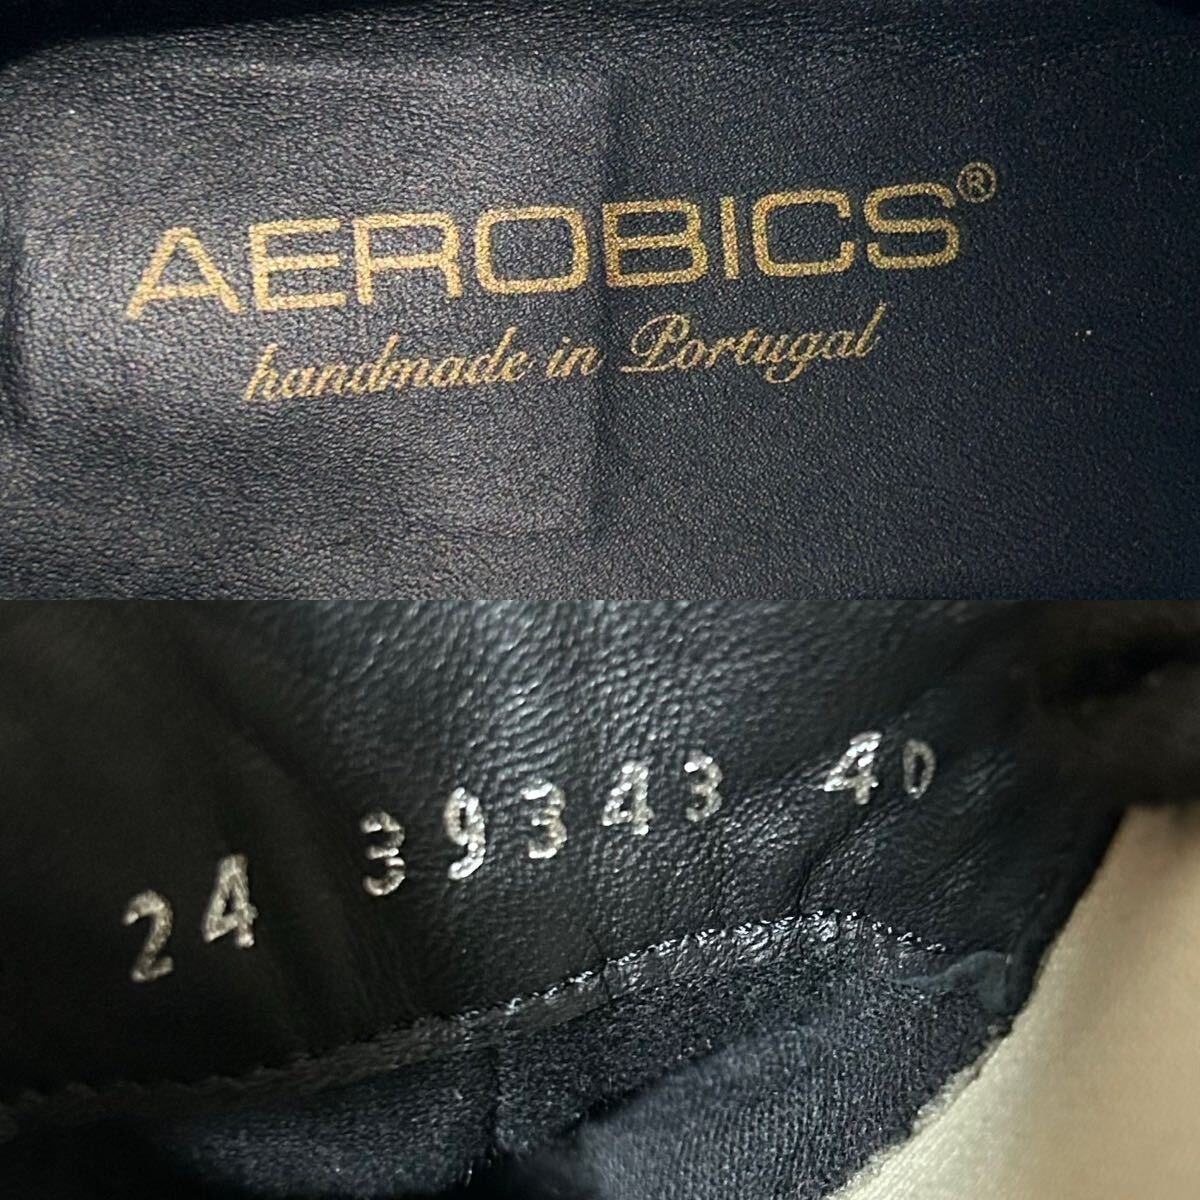 AEROBICS®
handmade in Portugal
24 39343 40